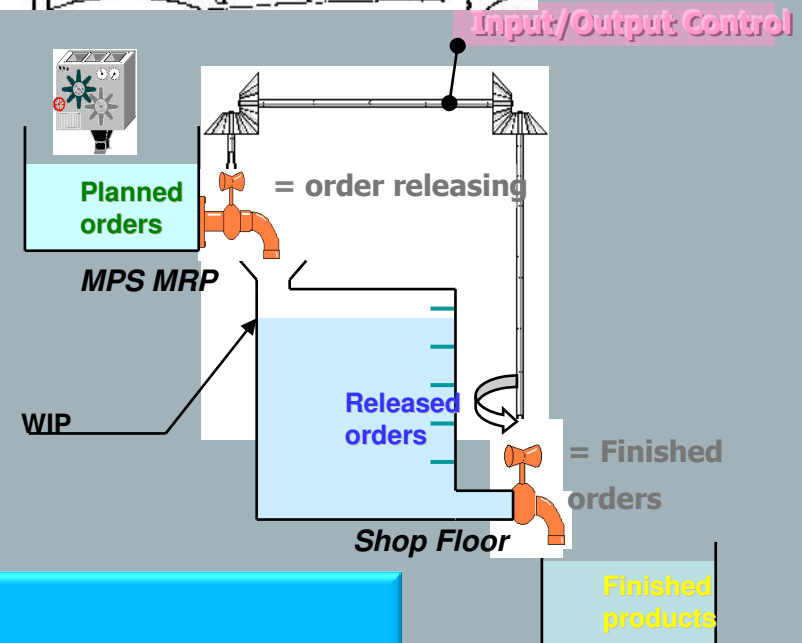 Input/Output Control
= order releasing
Planned
orders
MPS MRP
Released
orders
WIP
= Finished
orders
Shop Floor
Finished
products